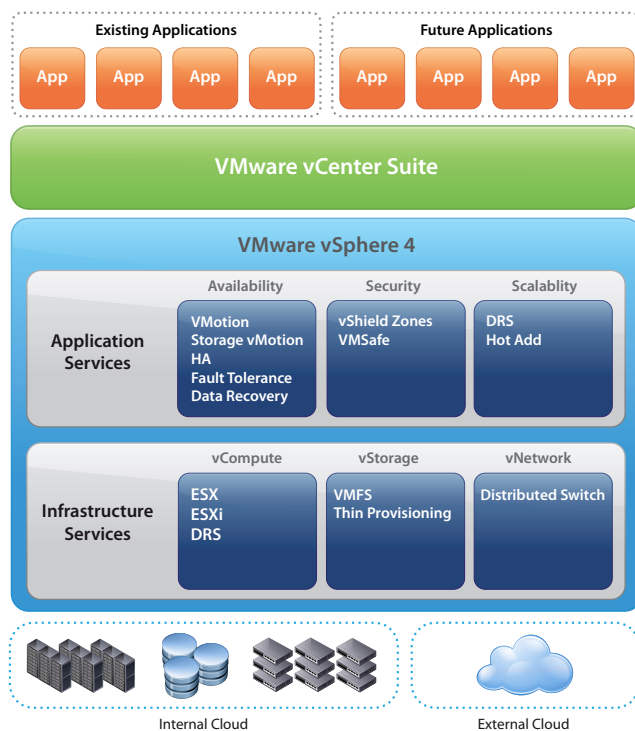 Existing Applications
Future Applications
App
App
App
App
App
App
App
App
VMware vCenter Suite
VMware vSphere 4
Application
Services
Availability
VMotion
Storage vMotion
HA
Fault Tolerance
Data Recovery
Security
vShield Zones
VMSafe
Scalablity
DRS
Hot Add
Infrastructure
Services
vCompute
ESX
ESXi
DRS
vStorage
VMFS
Thin Provisioning
vNetwork
Distributed Switch
Internal Cloud
External Cloud